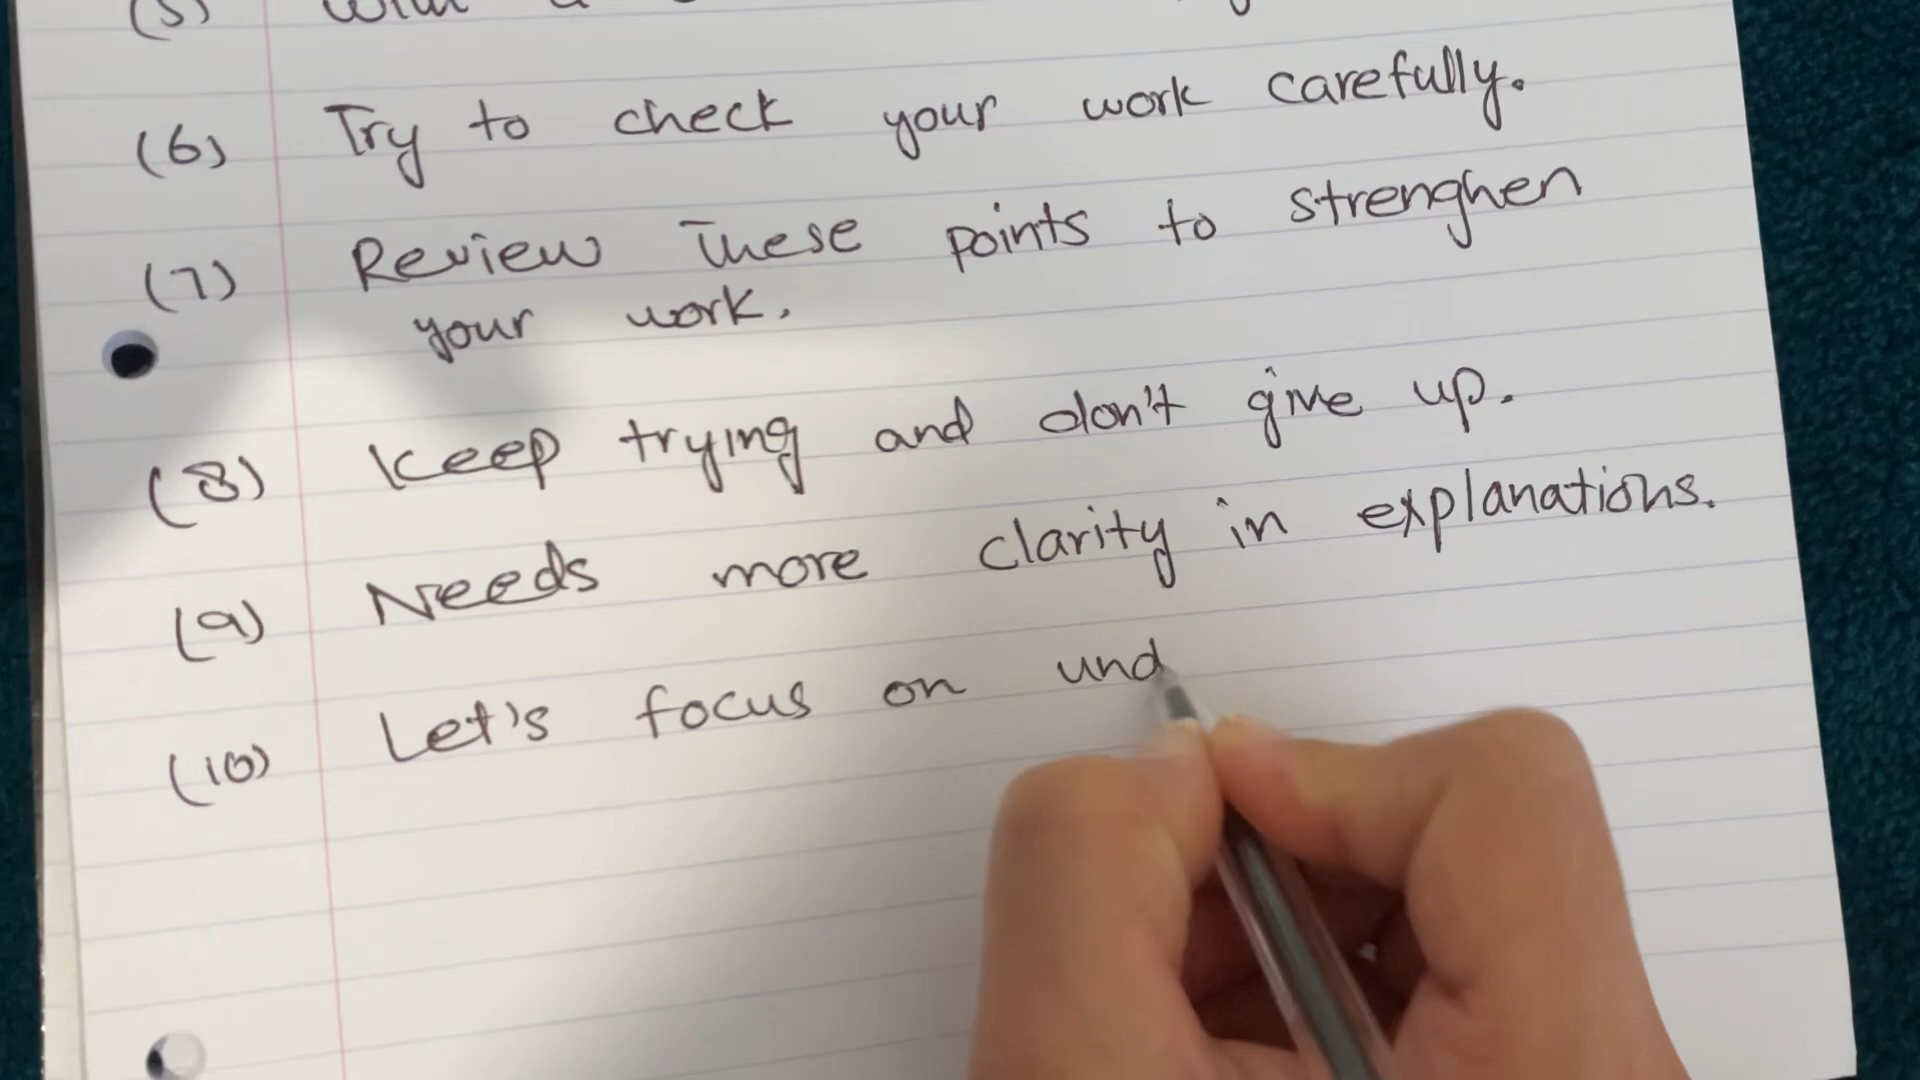 (5)
(6) Try to check your work carefully.
(7) Review these points to strenghen
your work.
(8) Keep trying and don't give up.
(9) Needs more clarity in explanations.
(10) Let's focus on und